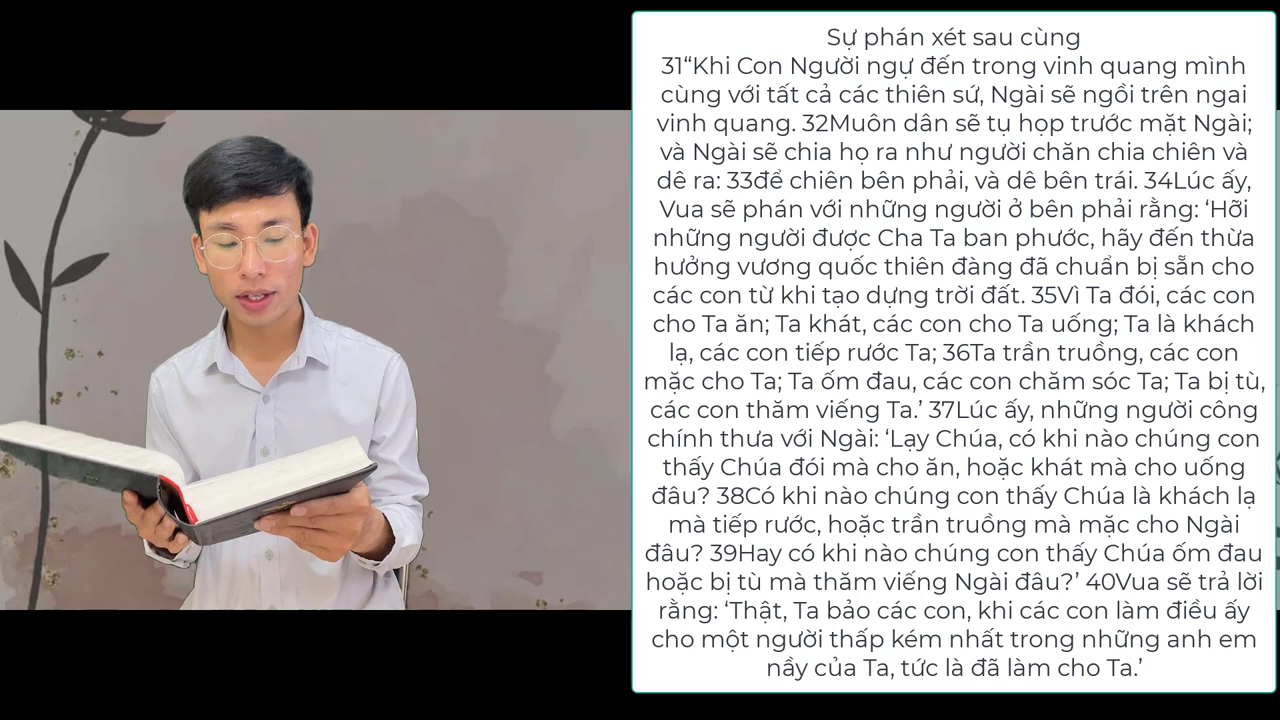 Sự phán xét sau cùng
31“Khi Con Người ngự đến trong vinh quang mình
cùng với tất cả các thiên sứ, Ngài sẽ ngồi trên ngai
vinh quang. 32Muôn dân sẽ tụ họp trước mặt Ngài;
và Ngài sẽ chia họ ra như người chăn chia chiên và
dê ra: 33để chiên bên phải, và dê bên trái. 34Lúc ấy,
Vua sẽ phán với những người ở bên phải rằng: ‘Hỡi
những người được Cha Ta ban phước, hãy đến thừa
hưởng vương quốc thiên đàng đã chuẩn bị sẵn cho
các con từ khi tạo dựng trời đất. 35Vì Ta đói, các con
cho Ta ăn; Ta khát, các con cho Ta uống; Ta là khách
lạ, các con tiếp rước Ta; 36Ta trần truồng, các con
mặc cho Ta; Ta ốm đau, các con chăm sóc Ta; Ta bị tù,
các con thăm viếng Ta.’ 37Lúc ấy, những người công
chính thưa với Ngài: ‘Lạy Chúa, có khi nào chúng con
thấy Chúa đói mà cho ăn, hoặc khát mà cho uống
đâu? 38Có khi nào chúng con thấy Chúa là khách lạ
mà tiếp rước, hoặc trần truồng mà mặc cho Ngài
đâu? 39Hay có khi nào chúng con thấy Chúa ốm đau
hoặc bị tù mà thăm viếng Ngài đâu?’ 40Vua sẽ trả lời
rằng: ‘Thật, Ta bảo các con, khi các con làm điều ấy
cho một người thấp kém nhất trong những anh em
nầy của Ta, tức là đã làm cho Ta.’